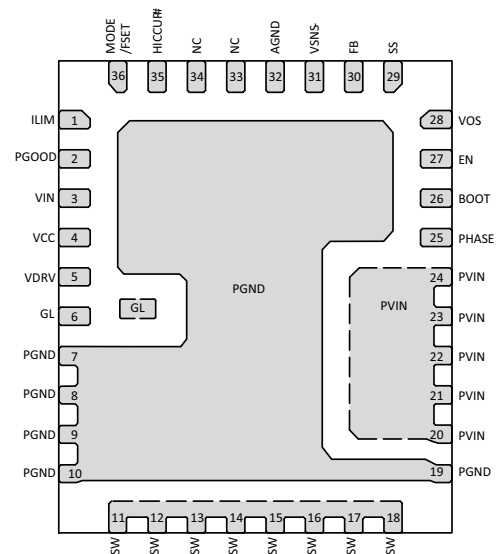 MODE
/FSET
HICCUP#
NC
NC
AGND
VSNS-
FB
SS
36
35
34
33
32
31
30
29
ILIM 1
PGOOD 2
VIN 3
VCC 4
VDRV 5
GL 6
PGND 7
PGND 8
PGND 9
PGND 10
GL
PGND
PVIN
28 VOS
27 EN
26 BOOT
25 PHASE
24 PVIN
23 PVIN
22 PVIN
21 PVIN
20 PVIN
19 PGND
11
12
13
14
15
16
17
18
SW
SW
SW
SW
SW
SW
SW
SW